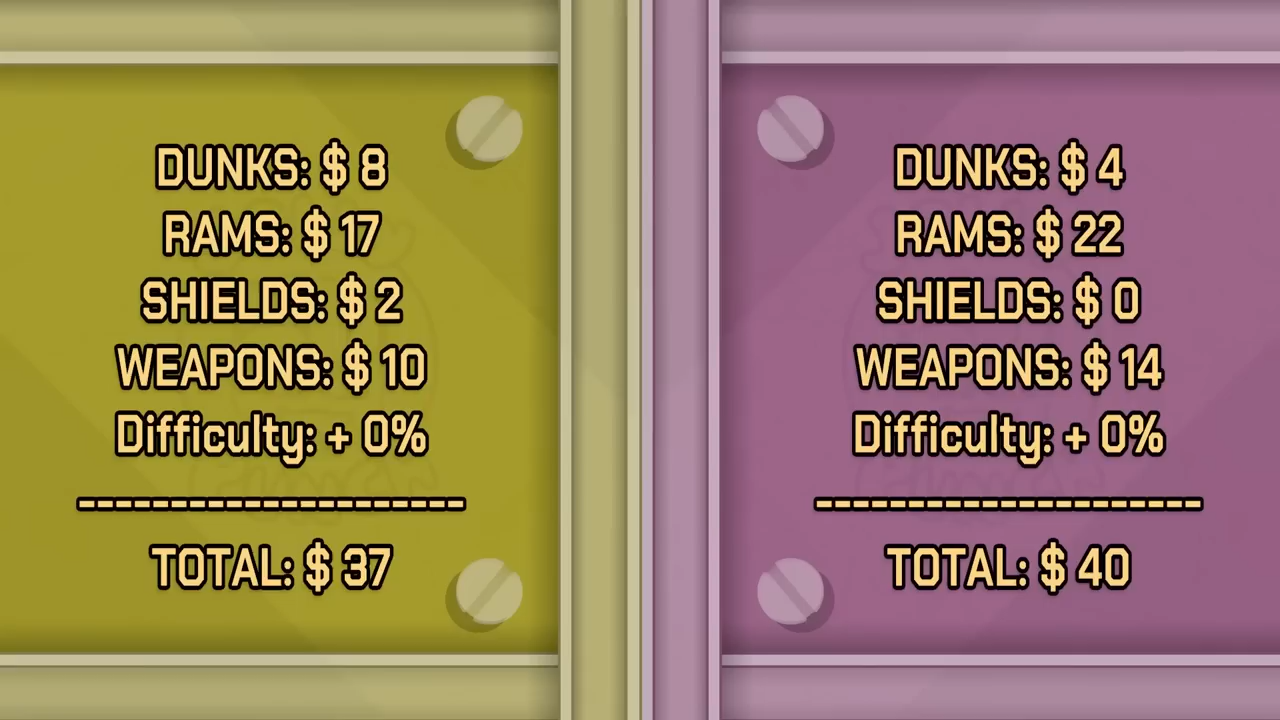 DUNKS: $ 8
RAMS: $ 17
SHIELDS: $ 2
WEAPONS: $ 10
Difficulty: + 0%
---------------------
TOTAL: $ 37
DUNKS: $ 4
RAMS: $ 22
SHIELDS: $ 0
WEAPONS: $ 14
Difficulty: + 0%
---------------------
TOTAL: $ 40